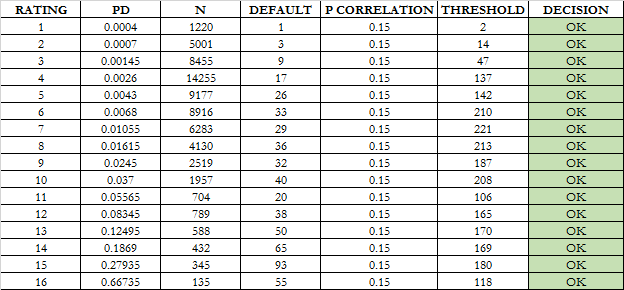 RATING PD N DEFAULT P CORRELATION THRESHOLD DECISION
1 0.0004 1220 1 0.15 2 OK
2 0.0007 5001 3 0.15 14 OK
3 0.00145 8455 9 0.15 47 OK
4 0.0026 14255 17 0.15 137 OK
5 0.0043 9177 26 0.15 142 OK
6 0.0068 8916 33 0.15 210 OK
7 0.01055 6283 29 0.15 221 OK
8 0.01615 4130 36 0.15 213 OK
9 0.0245 2519 32 0.15 187 OK
10 0.037 1957 40 0.15 208 OK
11 0.05565 704 20 0.15 106 OK
12 0.08345 789 38 0.15 165 OK
13 0.12495 588 50 0.15 170 OK
14 0.1869 432 65 0.15 169 OK
15 0.27935 345 93 0.15 180 OK
16 0.66735 135 55 0.15 118 OK